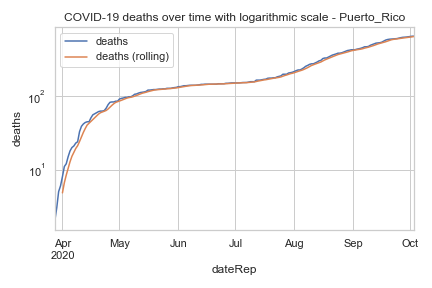 COVID-19 deaths over time with logarithmic scale - Puerto_Rico
deaths
deaths (rolling)
10²
10¹
deaths
Apr May Jun Jul Aug Sep Oct
2020
dateRep